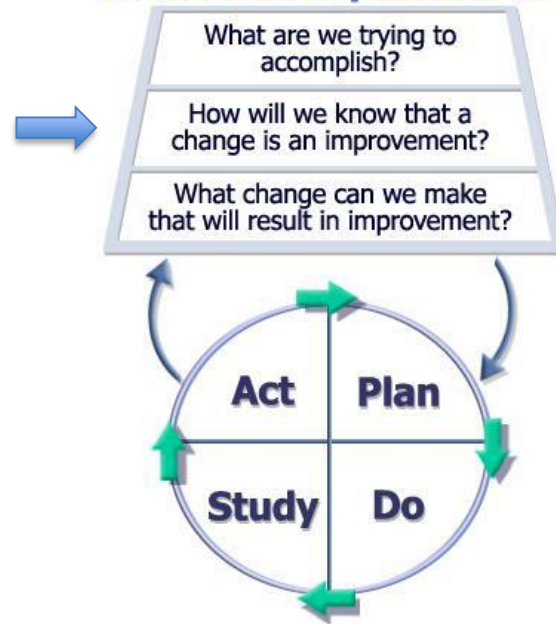 What are we trying to
accomplish?
How will we know that a
change is an improvement?
What change can we make
that will result in improvement?
Act
Plan
Study
Do